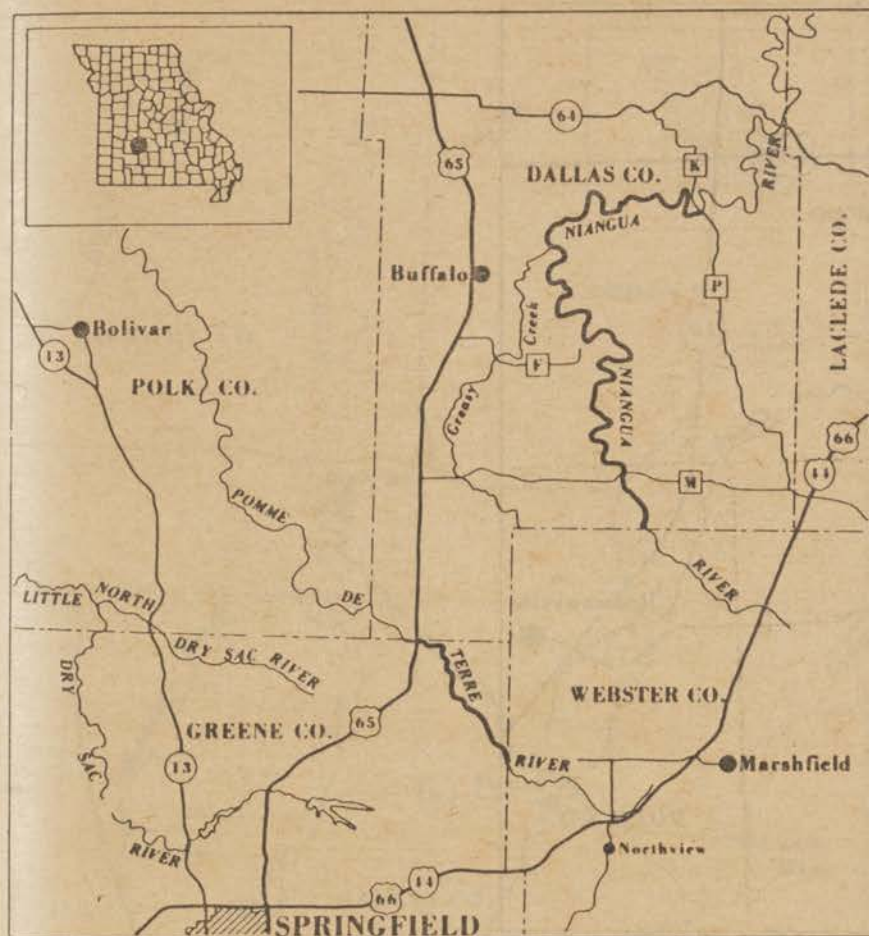 64
65
DALLAS CO.
K
RIVER
NIANGUA
LACLEDE CO.
Buffalo
P
Creek
Bolivar
13
F
POLK CO.
Greasy
NIANGUA
66
44
W
POMME
RIVER
DE
LITTLE NORTH
DRY SAC RIVER
TERRE
DRY
SAC
WEBSTER CO.
65
GREENE CO.
13
RIVER
Marshfield
RIVER
Northview
44
66
SPRINGFIELD